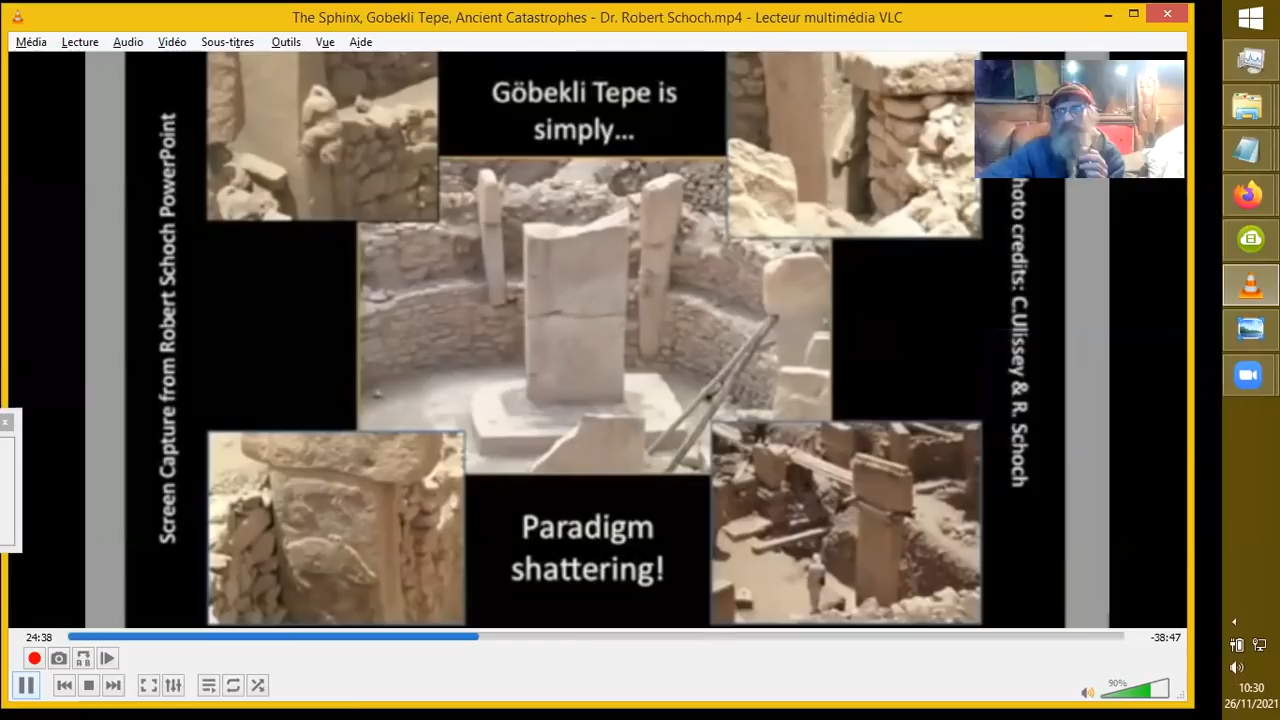 The Sphinx, Gobekli Tepe, Ancient Catastrophes - Dr. Robert Schoch.mp4 - Lecteur multimédia VLC
Média Lecture Audio Vidéo Sous-titres Outils Vue Aide
Göbekli Tepe is
simply...
Screen Capture from Robert Schoch PowerPoint
hoto credits: C.Ulissey & R. Schoch
Paradigm
shattering!
24:38
-38:47
A B
90%
10:30
26/11/2021